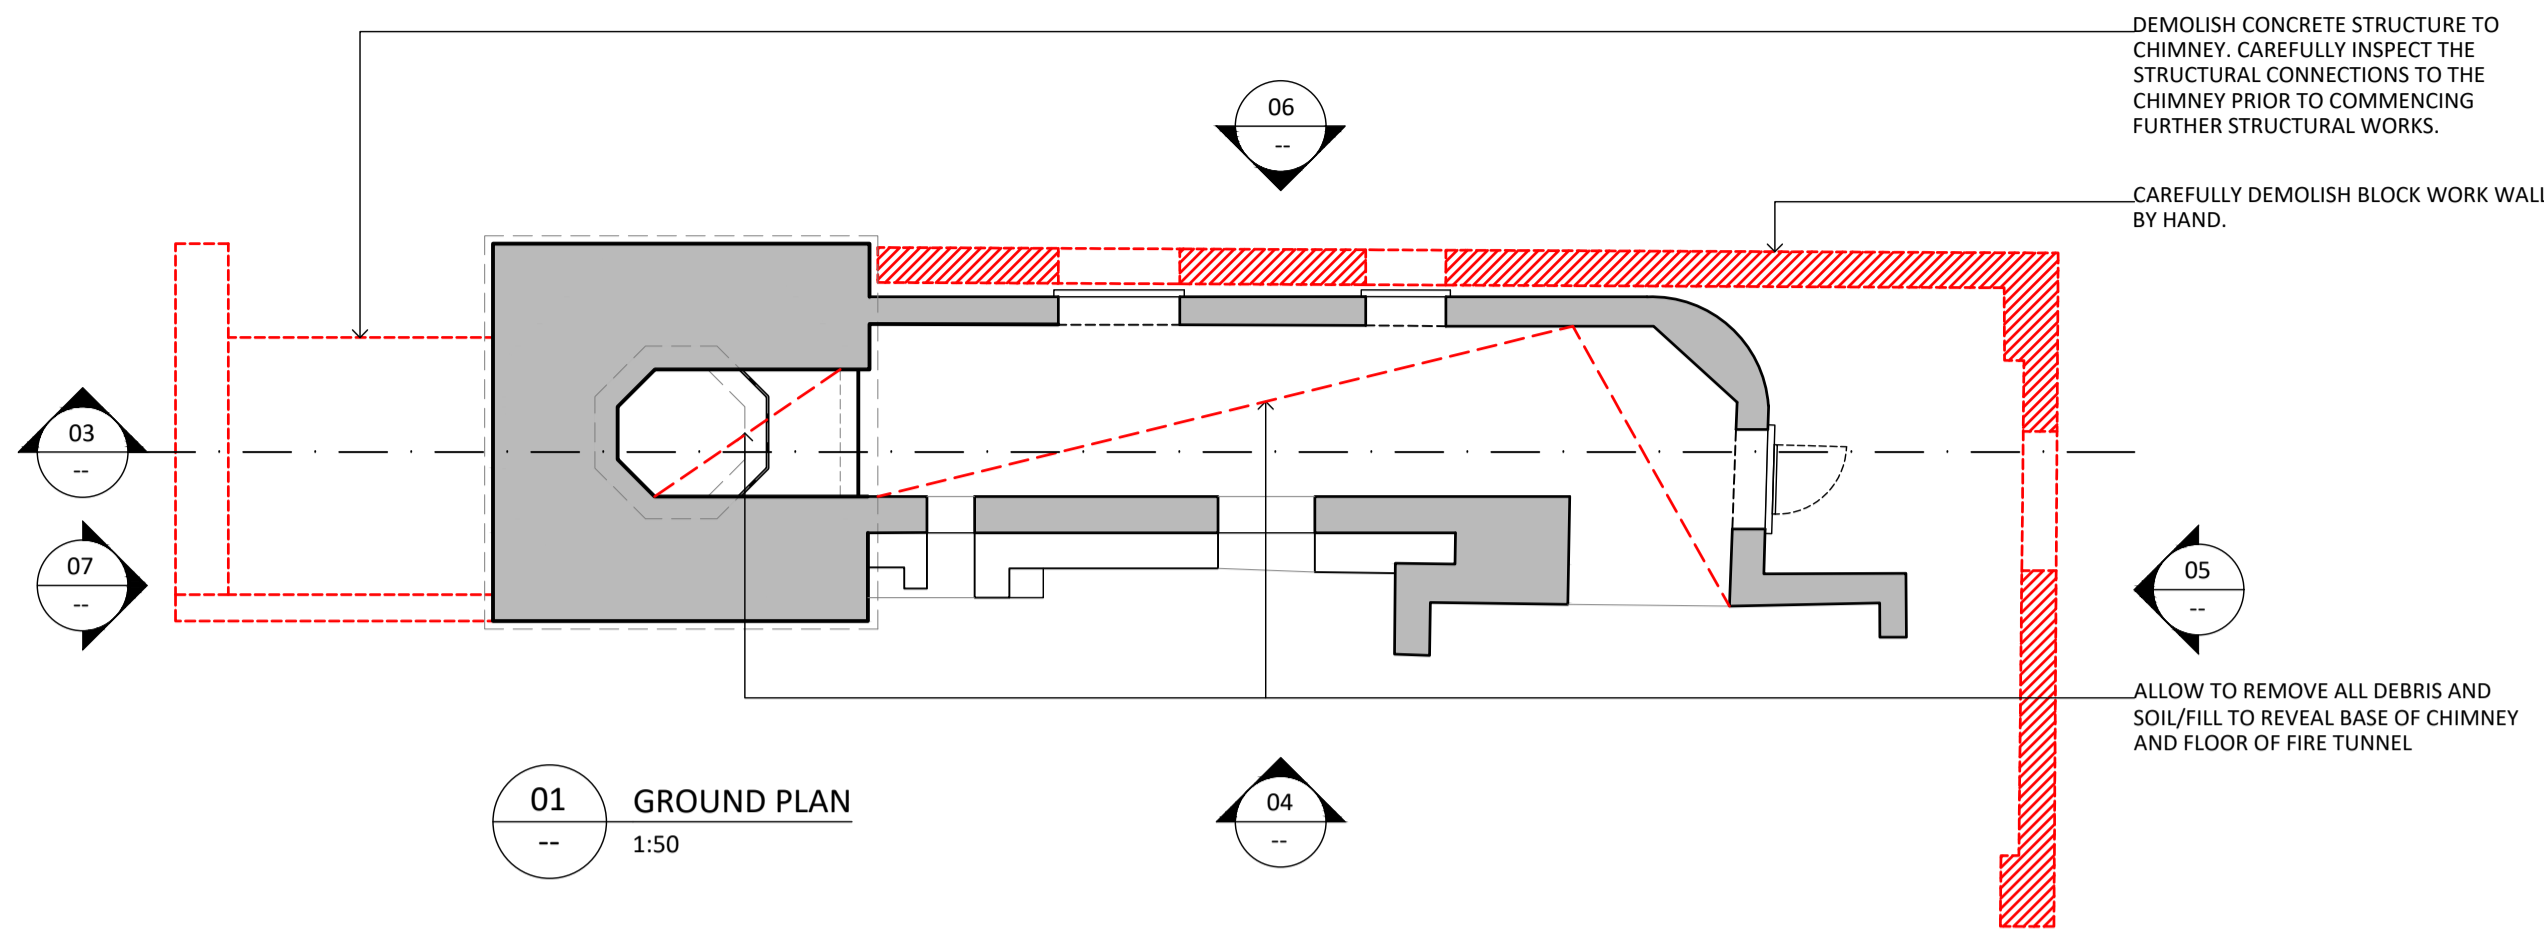 DEMOLISH CONCRETE STRUCTURE TO
CHIMNEY. CAREFULLY INSPECT THE
STRUCTURAL CONNECTIONS TO THE
CHIMNEY PRIOR TO COMMENCING
FURTHER STRUCTURAL WORKS.
06
--
CAREFULLY DEMOLISH BLOCK WORK WALL
BY HAND.
03
--
07
--
05
--
ALLOW TO REMOVE ALL DEBRIS AND
SOIL/FILL TO REVEAL BASE OF CHIMNEY
AND FLOOR OF FIRE TUNNEL
01
--
GROUND PLAN
1:50
04
--